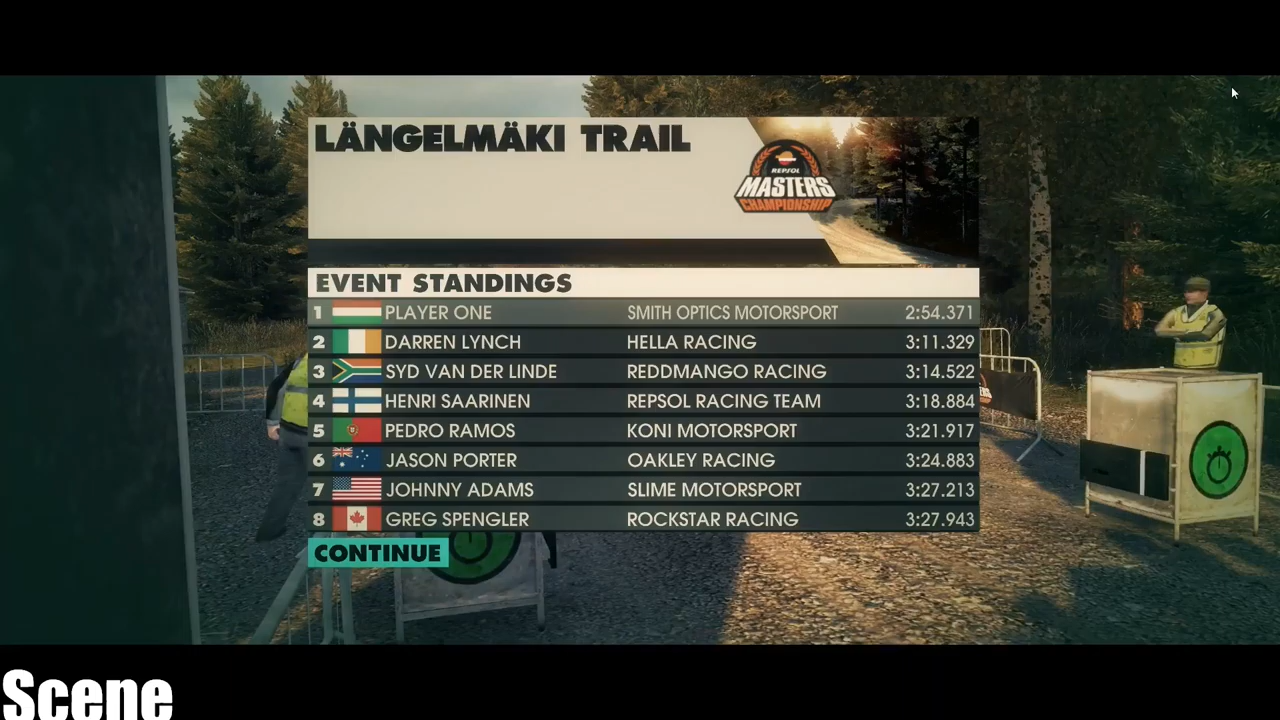 LÄNGELMÄKI TRAIL
REPSOL
MASTERS
CHAMPIONSHIP
EVENT STANDINGS
1 PLAYER ONE SMITH OPTICS MOTORSPORT 2:54.371
2 DARREN LYNCH HELLA RACING 3:11.329
3 SYD VAN DER LINDE REDDMANGO RACING 3:14.522
4 HENRI SAARINEN REPSOL RACING TEAM 3:18.884
5 PEDRO RAMOS KONI MOTORSPORT 3:21.917
6 JASON PORTER OAKLEY RACING 3:24.883
7 JOHNNY ADAMS SLIME MOTORSPORT 3:27.213
8 GREG SPENGLER ROCKSTAR RACING 3:27.943
CONTINUE
Scene